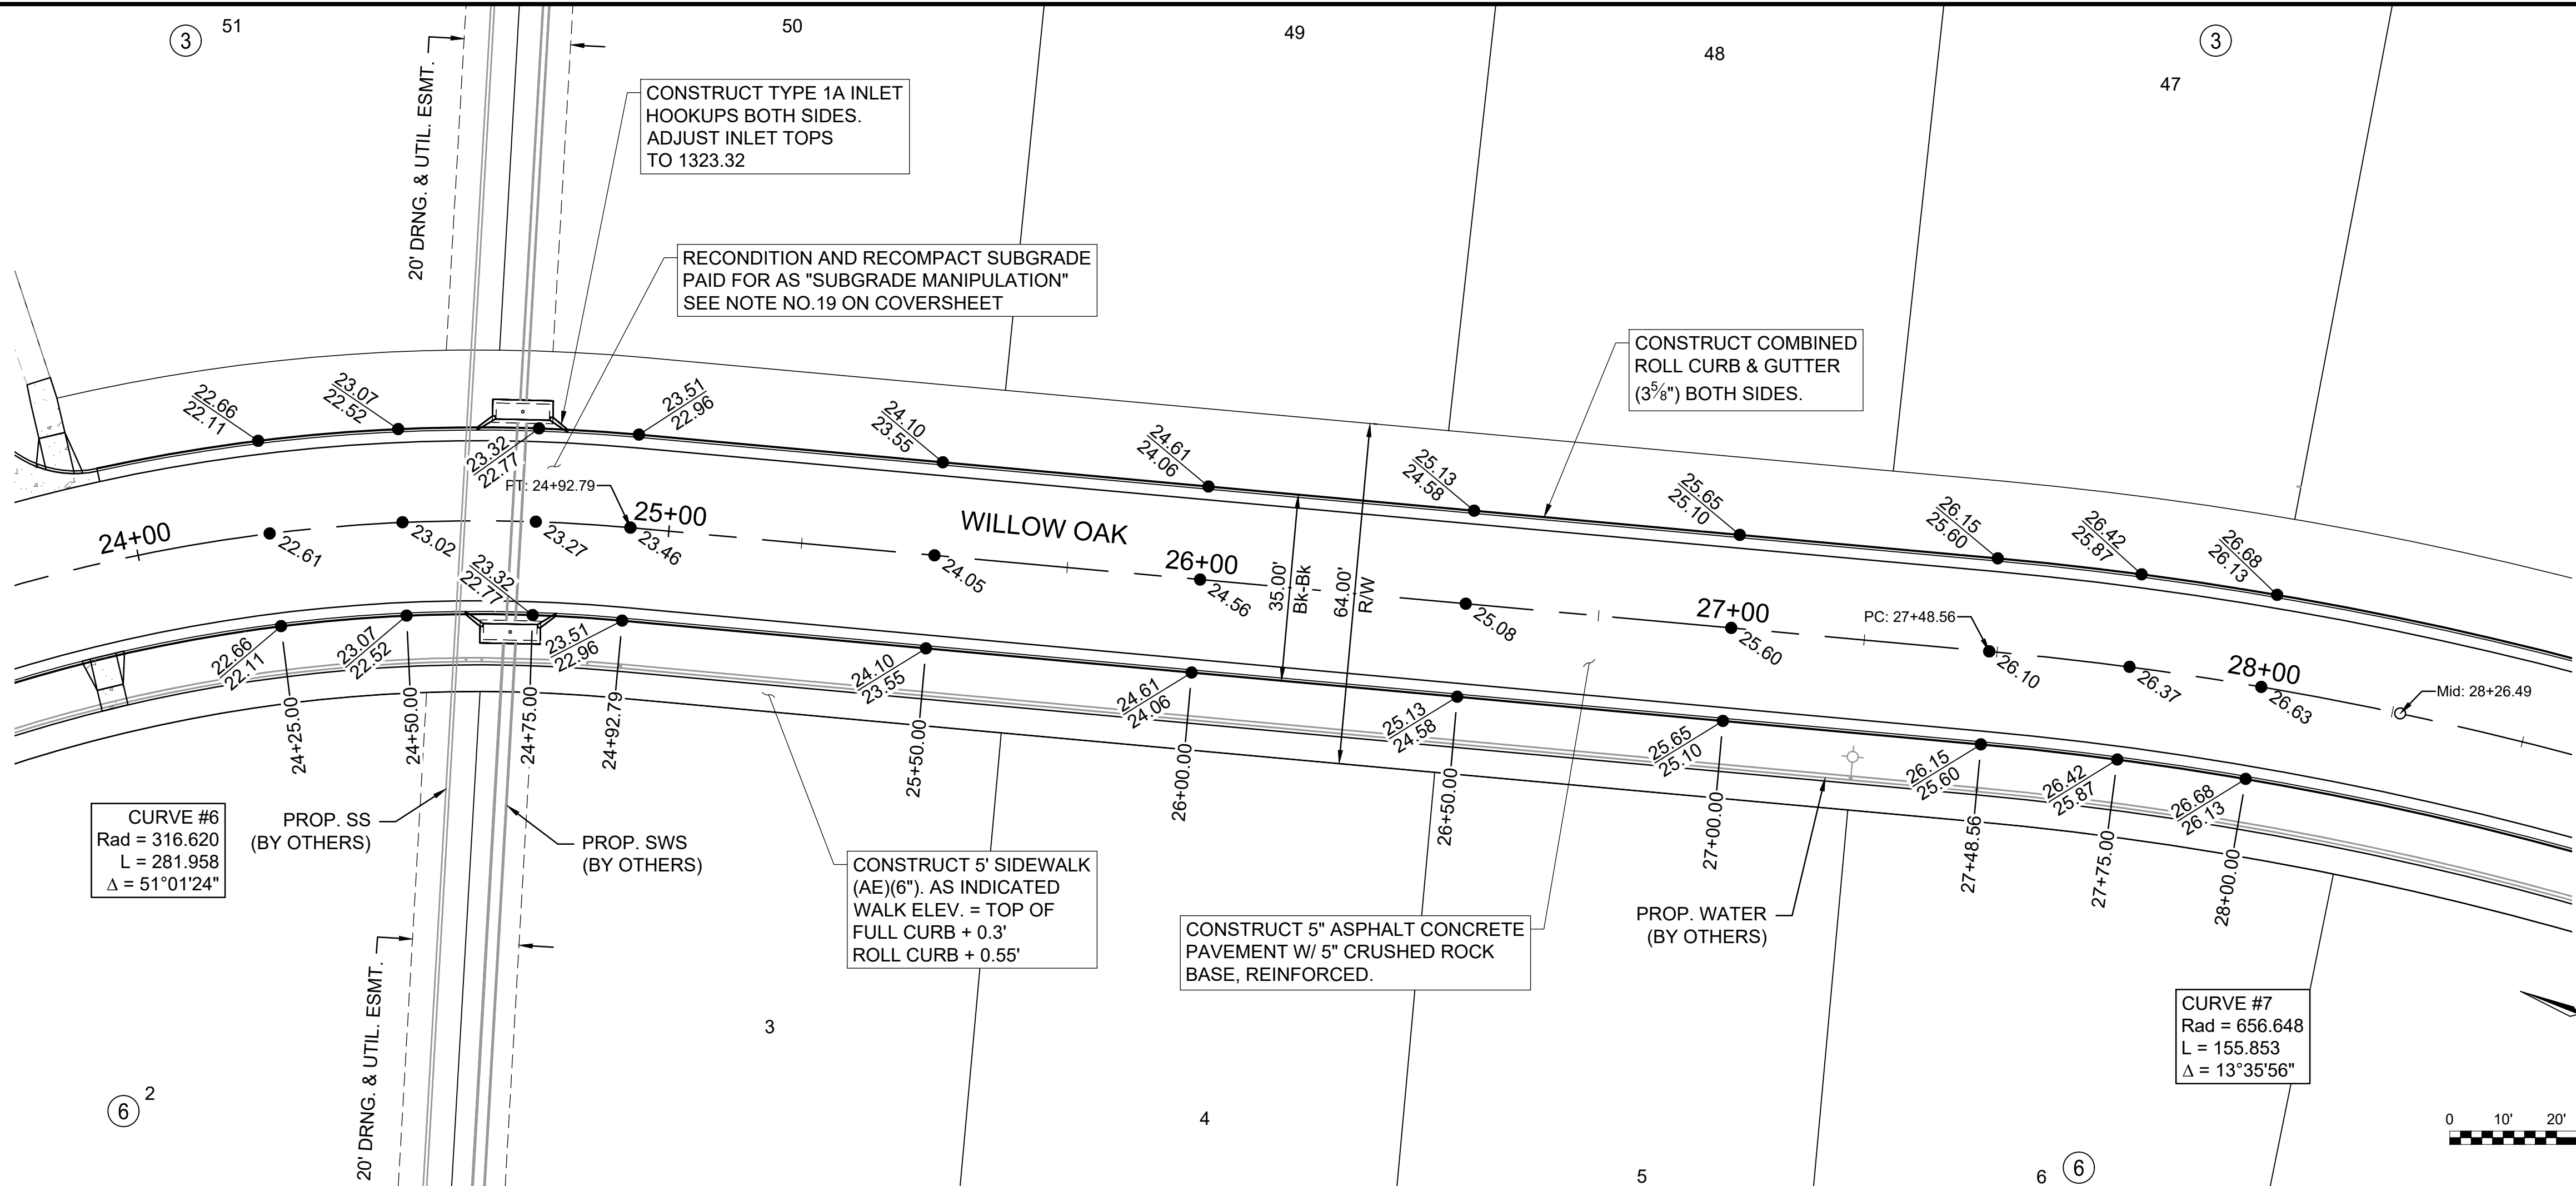 51
50
49
48
47
3
3
20' DRNG. & UTIL. ESMT.
CONSTRUCT TYPE 1A INLET
HOOKUPS BOTH SIDES.
ADJUST INLET TOPS
TO 1323.32
RECONDITION AND RECOMPACT SUBGRADE
PAID FOR AS "SUBGRADE MANIPULATION"
SEE NOTE NO.19 ON COVERSHEET
CONSTRUCT COMBINED
ROLL CURB & GUTTER
(3⅝") BOTH SIDES.
22.66
22.11
23.07
22.52
23.32
22.77
23.51
22.96
24.10
23.55
24.61
24.06
25.13
24.58
25.65
25.10
26.15
25.60
26.42
25.87
26.68
26.13
PT: 24+92.79
24+00
25+00
WILLOW OAK
26+00
27+00
28+00
PC: 27+48.56
Mid: 28+26.49
22.61
23.02
23.27
23.46
24.05
24.56
25.08
25.60
26.10
26.37
26.63
35.00'
Bk-Bk
64.00'
R/W
22.66
22.11
23.07
22.52
23.32
22.77
23.51
22.96
24.10
23.55
24.61
24.06
25.13
24.58
25.65
25.10
26.15
25.60
26.42
25.87
26.68
26.13
24+25.00
24+50.00
24+75.00
24+92.79
25+50.00
26+00.00
26+50.00
27+00.00
27+48.56
27+75.00
28+00.00
CURVE #6
Rad = 316.620
L = 281.958
Δ = 51°01'24"
PROP. SS
(BY OTHERS)
PROP. SWS
(BY OTHERS)
CONSTRUCT 5' SIDEWALK
(AE)(6"). AS INDICATED
WALK ELEV. = TOP OF
FULL CURB + 0.3'
ROLL CURB + 0.55'
CONSTRUCT 5" ASPHALT CONCRETE
PAVEMENT W/ 5" CRUSHED ROCK
BASE, REINFORCED.
PROP. WATER
(BY OTHERS)
CURVE #7
Rad = 656.648
L = 155.853
Δ = 13°35'56"
20' DRNG. & UTIL. ESMT.
6
2
3
4
5
6
6
0 10' 20'